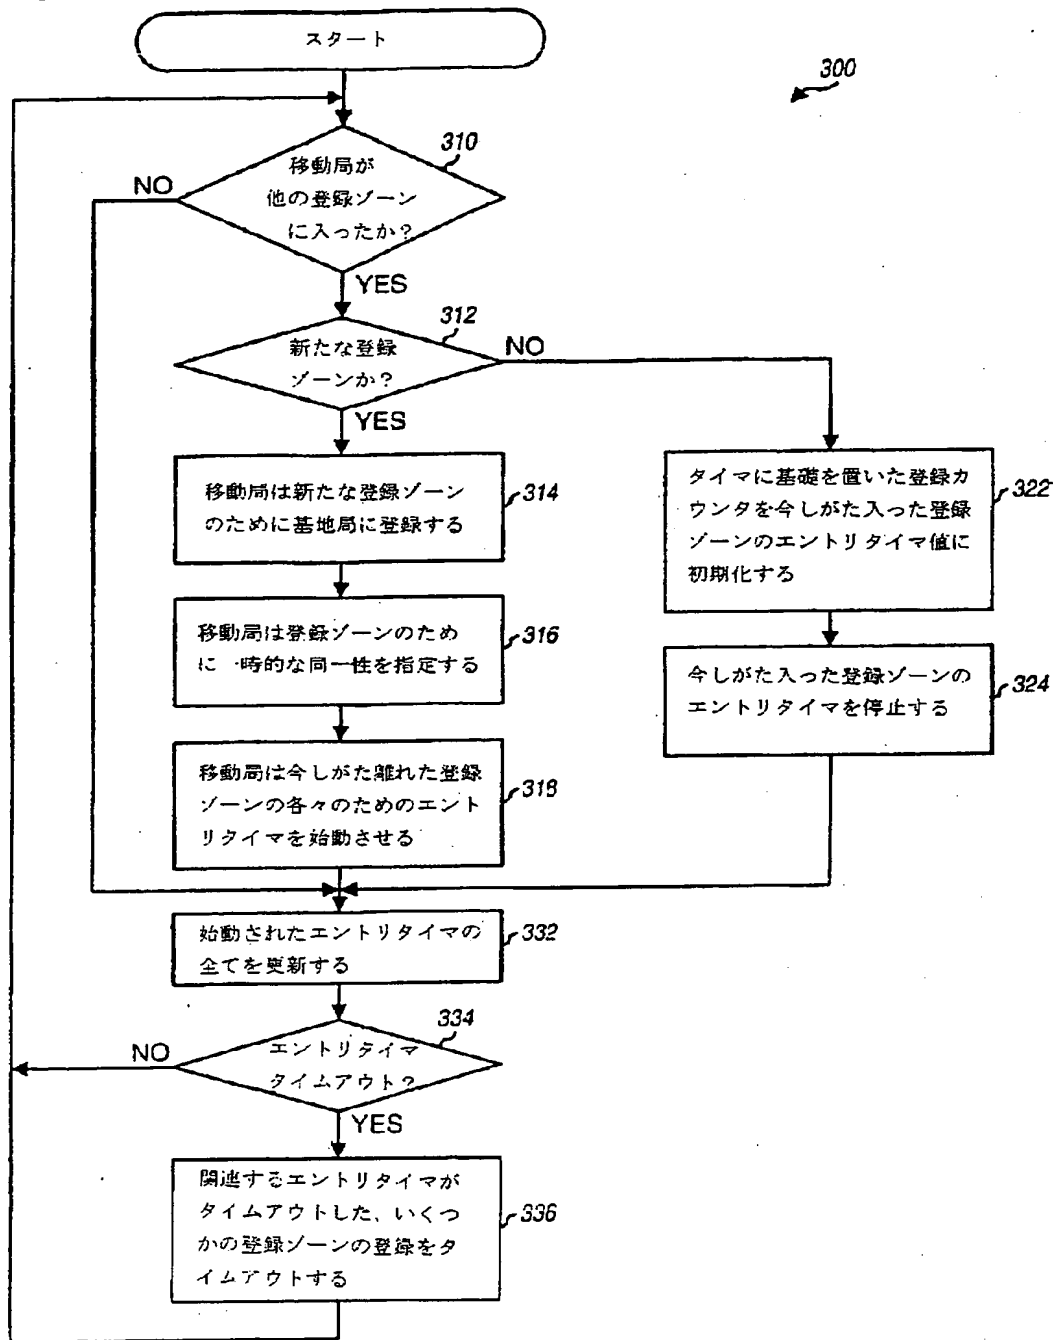 スタート
300
310
移動局が
他の登録ゾーン
に入ったか?
NO
YES
312
新たな登録
ゾーンか?
NO
YES
移動局は新たな登録ゾーン
のために基地局に登録する
314
タイマに基礎を置いた登録カ
ウンタを今しがた入った登録
ゾーンのエントリタイマ値に
初期化する
322
移動局は登録ゾーンのため
に一時的な同一性を指定する
316
今しがた入った登録ゾーンの
エントリタイマを停止する
324
移動局は今しがた離れた登録
ゾーンの各々のためのエント
リタイマを始動させる
318
始動されたエントリタイマの
全てを更新する
332
334
エントリタイマ
タイムアウト?
NO
YES
関連するエントリタイマが
タイムアウトした、いくつ
かの登録ゾーンの登録をタ
イムアウトする
336